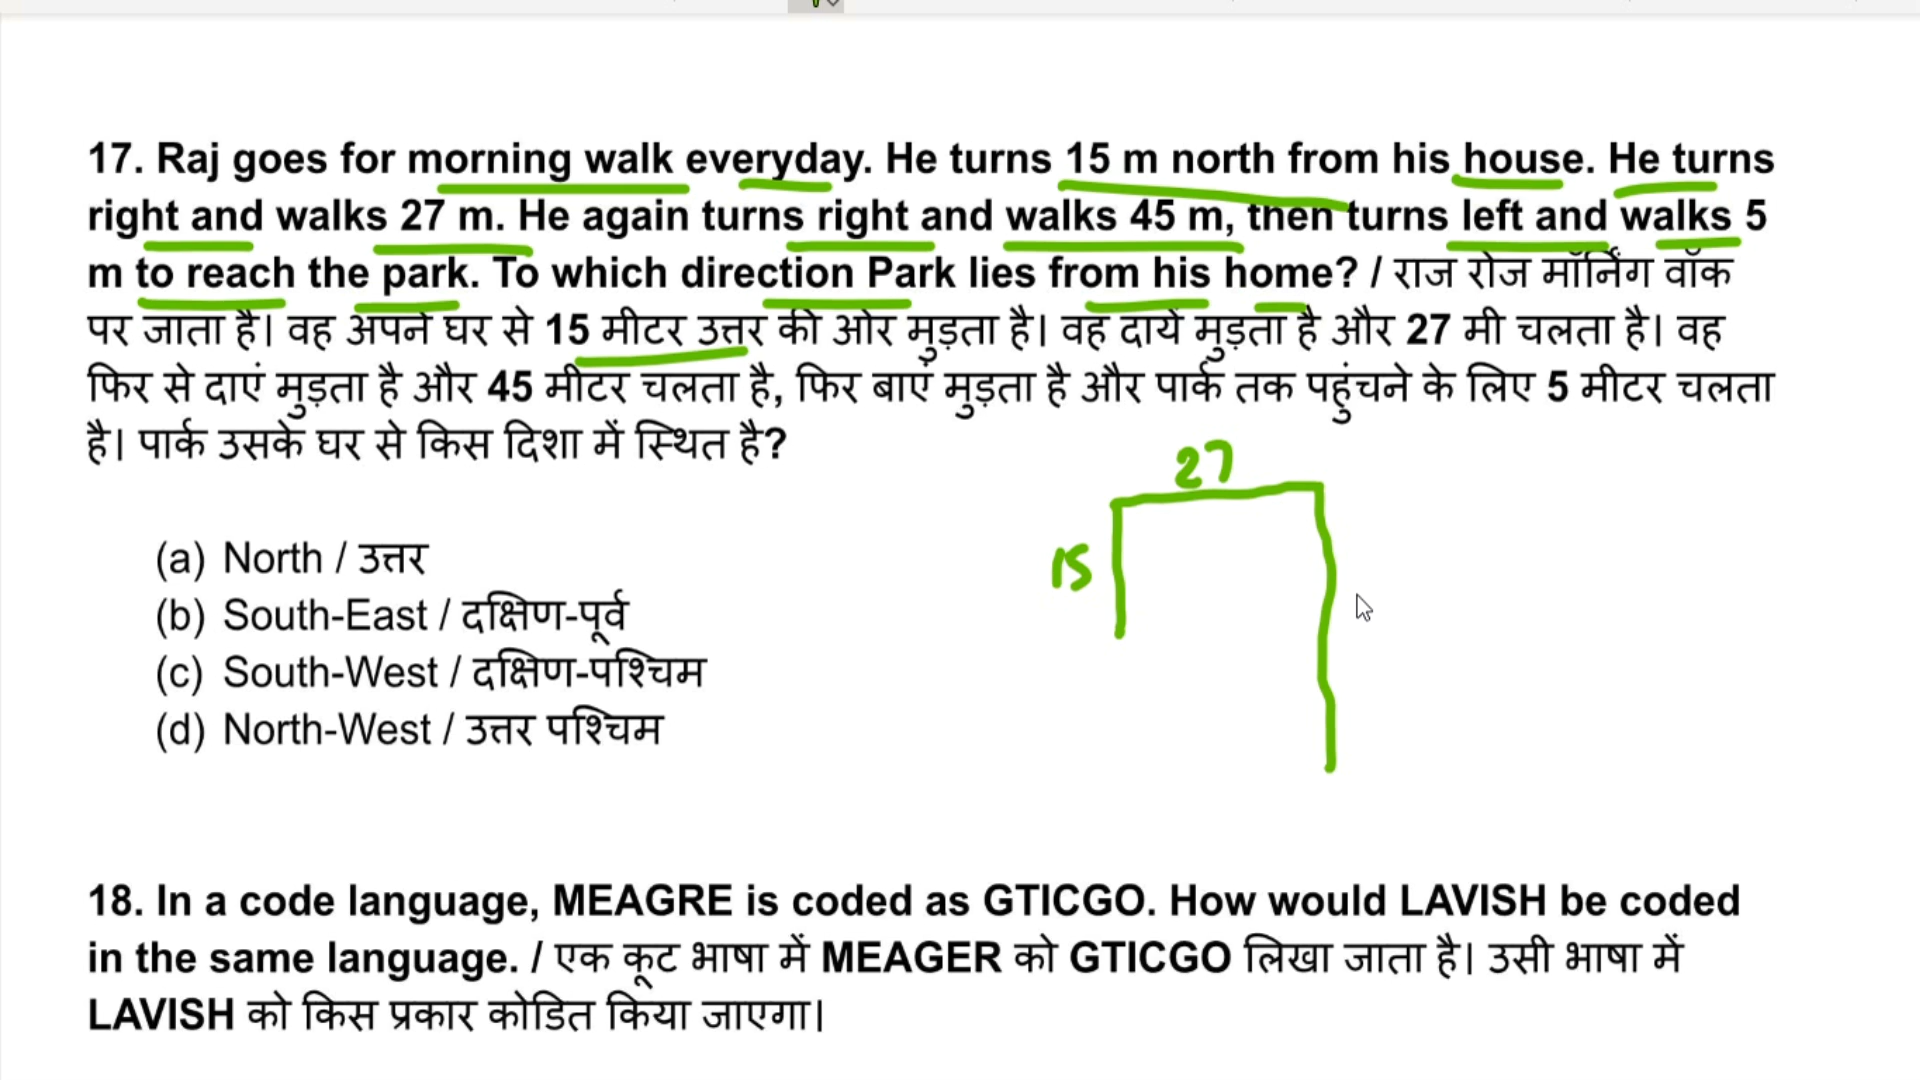 17. Raj goes for morning walk everyday. He turns 15 m north from his house. He turns
right and walks 27 m. He again turns right and walks 45 m, then turns left and walks 5
m to reach the park. To which direction Park lies from his home? / राज रोज मॉर्निंग वॉक
पर जाता है। वह अपने घर से 15 मीटर उत्तर की ओर मुड़ता है। वह दायें मुड़ता है और 27 मी चलता है। वह
फिर से दाएं मुड़ता है और 45 मीटर चलता है, फिर बाएं मुड़ता है और पार्क तक पहुंचने के लिए 5 मीटर चलता
है। पार्क उसके घर से किस दिशा में स्थित है?
27
15
(a) North / उत्तर
(b) South-East / दक्षिण-पूर्व
(c) South-West / दक्षिण-पश्चिम
(d) North-West / उत्तर पश्चिम
18. In a code language, MEAGRE is coded as GTICGO. How would LAVISH be coded
in the same language. / एक कूट भाषा में MEAGER को GTICGO लिखा जाता है। उसी भाषा में
LAVISH को किस प्रकार कोडित किया जाएगा।